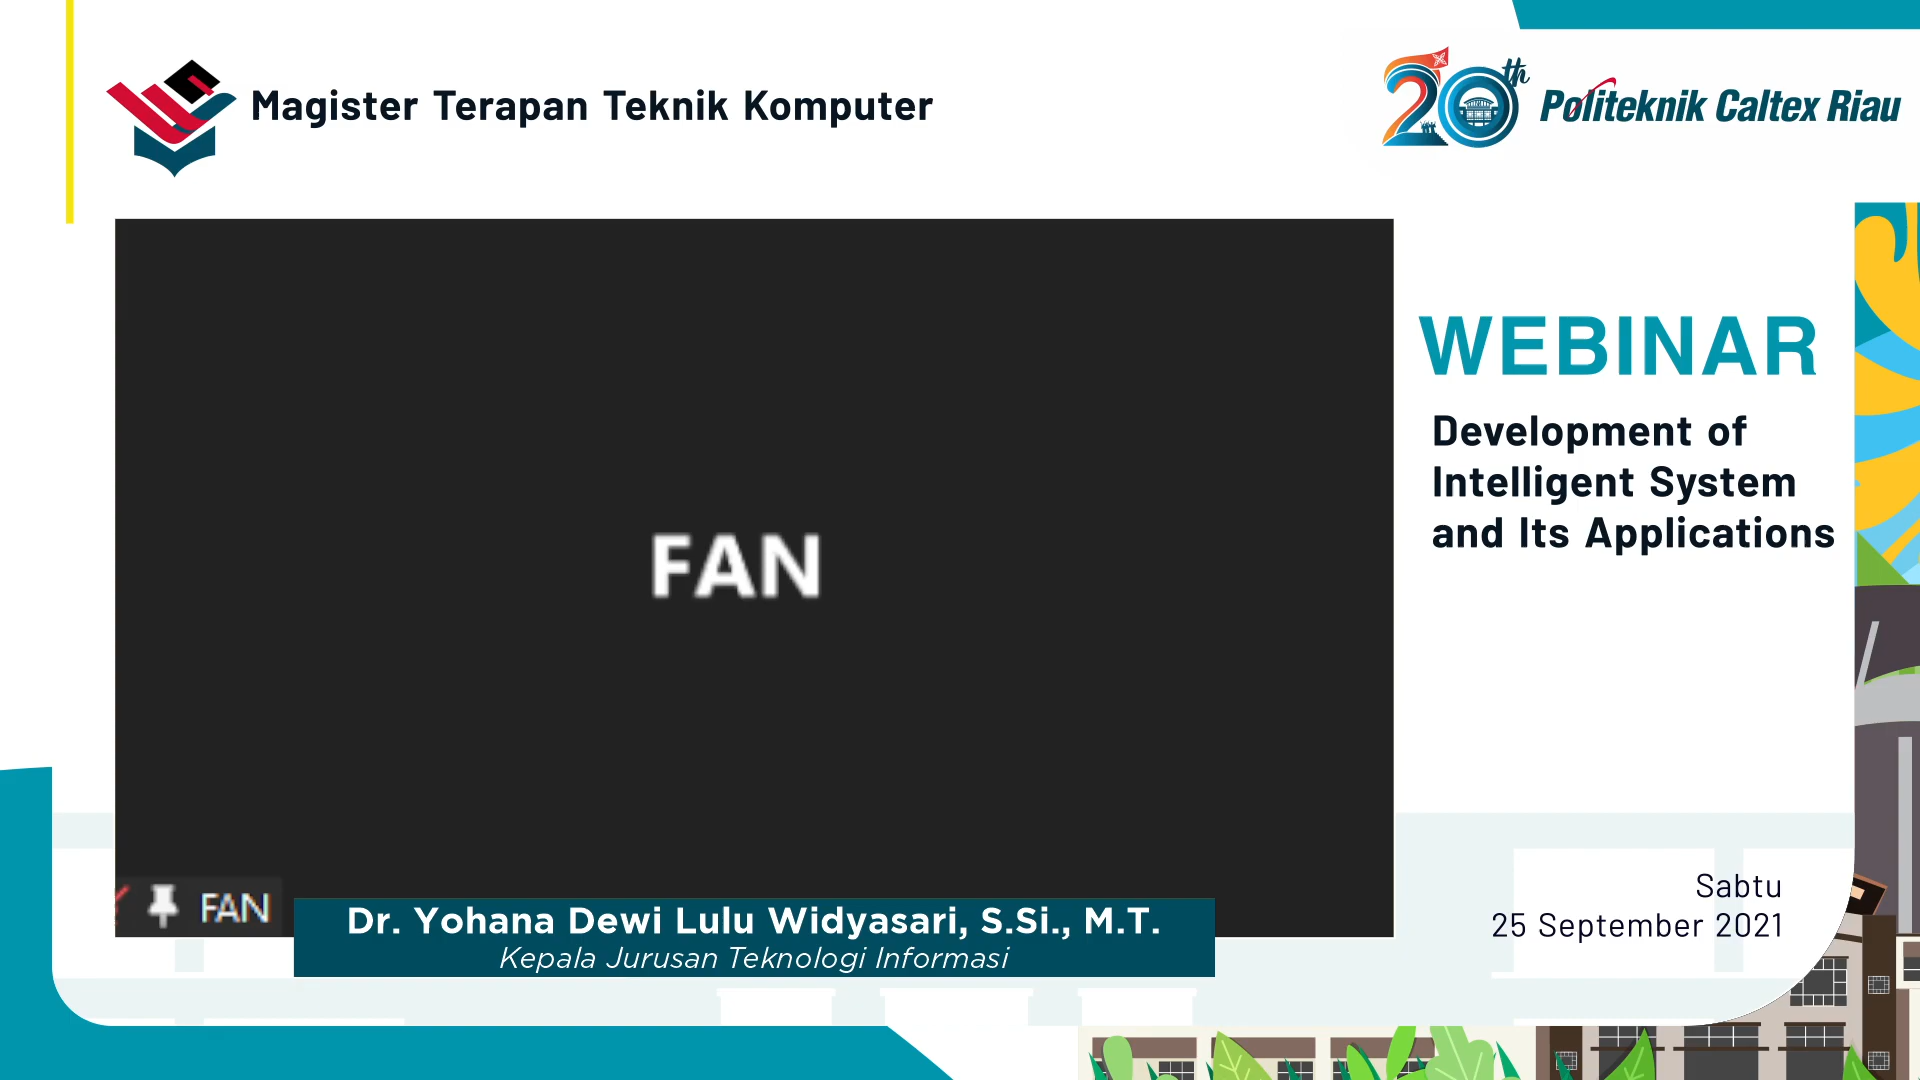 Magister Terapan Teknik Komputer
20th
Politeknik Caltex Riau
WEBINAR
Development of
Intelligent System
and Its Applications
FAN
FAN
Dr. Yohana Dewi Lulu Widyasari, S.Si., M.T.
Kepala Jurusan Teknologi Informasi
Sabtu
25 September 2021